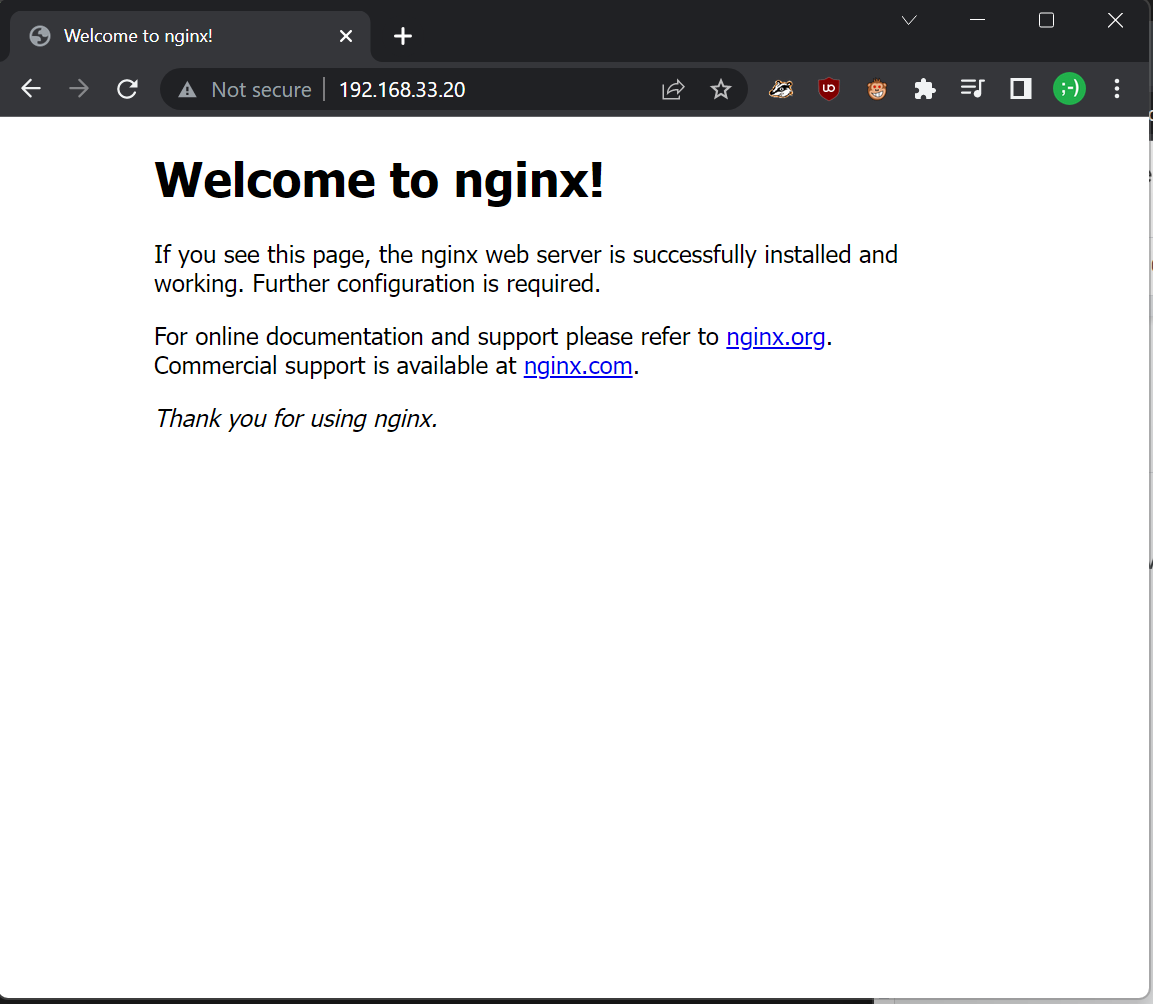 Welcome to nginx!
Not secure 192.168.33.20
;-)
Welcome to nginx!
If you see this page, the nginx web server is successfully installed and
working. Further configuration is required.
For online documentation and support please refer to nginx.org.
Commercial support is available at nginx.com.
Thank you for using nginx.